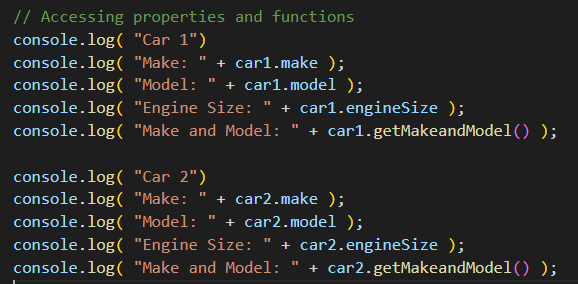 // Accessing properties and functions
console.log( "Car 1")
console.log( "Make: " + car1.make );
console.log( "Model: " + car1.model );
console.log( "Engine Size: " + car1.engineSize );
console.log( "Make and Model: " + car1.getMakeandModel() );

console.log( "Car 2")
console.log( "Make: " + car2.make );
console.log( "Model: " + car2.model );
console.log( "Engine Size: " + car2.engineSize );
console.log( "Make and Model: " + car2.getMakeandModel() );